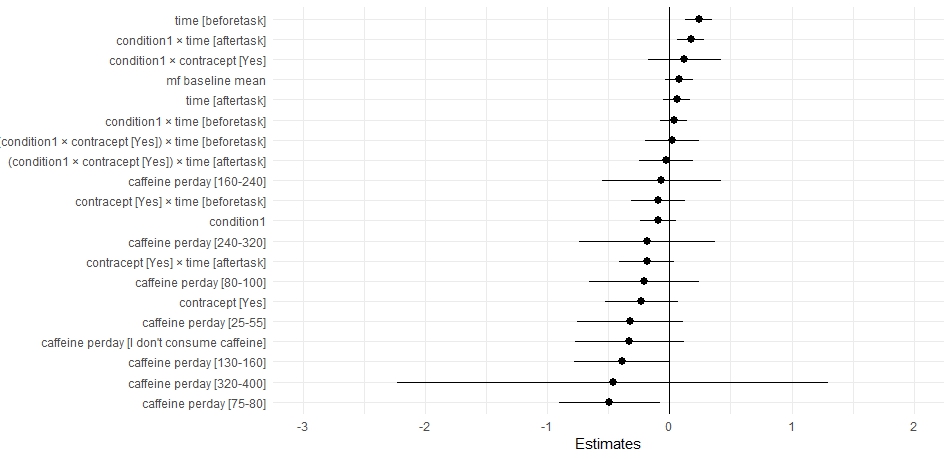 time [beforetask]
condition1 × time [aftertask]
condition1 × contracept [Yes]
mf baseline mean
time [aftertask]
condition1 × time [beforetask]
(condition1 × contracept [Yes]) × time [beforetask]
(condition1 × contracept [Yes]) × time [aftertask]
caffeine perday [160-240]
contracept [Yes] × time [beforetask]
condition1
caffeine perday [240-320]
contracept [Yes] × time [aftertask]
caffeine perday [80-100]
contracept [Yes]
caffeine perday [25-55]
caffeine perday [I don't consume caffeine]
caffeine perday [130-160]
caffeine perday [320-400]
caffeine perday [75-80]
-3 -2 -1 0 1 2
Estimates